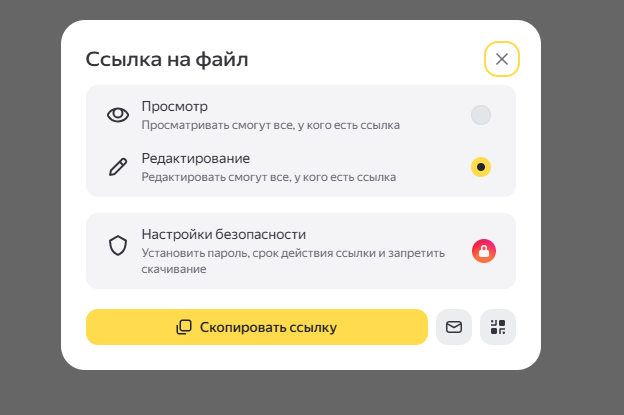 Ссылка на файл
Просмотр
Просматривать смогут все, у кого есть ссылка
Редактирование
Редактировать смогут все, у кого есть ссылка
Настройки безопасности
Установить пароль, срок действия ссылки и запретить
скачивание
Скопировать ссылку